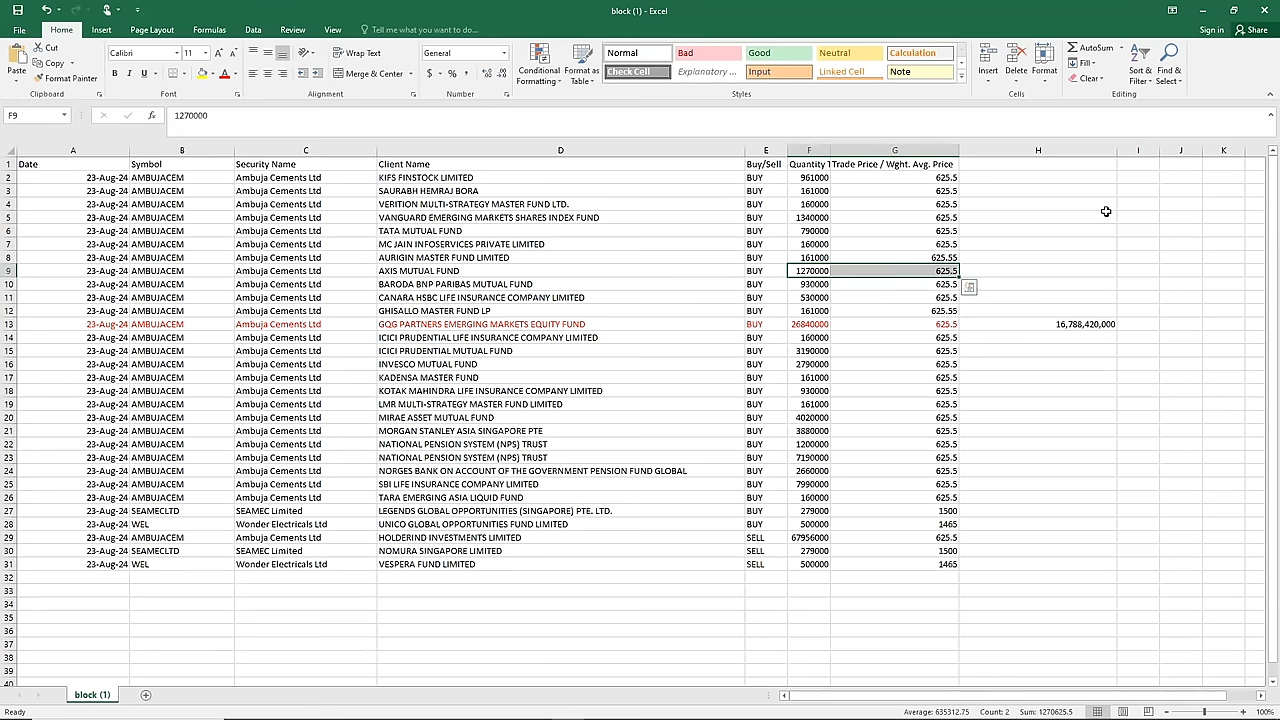 block (1) - Excel
File Home Insert Page Layout Formulas Data Review View Tell me what you want to do... Sign in Share
Paste Cut Calibri 11 Wrap Text General Conditional Formatting Format as Table Normal Bad Good Neutral Calculation Insert Delete Format AutoSum Sort & Filter Find & Select
Copy B I U Merge & Center $ % , Check Cell Explanatory ... Input Linked Cell Note Fill
Format Painter Clear
Clipboard Font Alignment Number Styles Cells Editing
F9 fx 1270000
A B C D E F G H I J K
1 Date Symbol Security Name Client Name Buy/Sell Quantity T Trade Price / Wght. Avg. Price
2 23-Aug-24 AMBUJACEM Ambuja Cements Ltd KIFS FINSTOCK LIMITED BUY 961000 625.5
3 23-Aug-24 AMBUJACEM Ambuja Cements Ltd SAURABH HEMRAJ BORA BUY 161000 625.5
4 23-Aug-24 AMBUJACEM Ambuja Cements Ltd VERITION MULTI-STRATEGY MASTER FUND LTD. BUY 160000 625.5
5 23-Aug-24 AMBUJACEM Ambuja Cements Ltd VANGUARD EMERGING MARKETS SHARES INDEX FUND BUY 1340000 625.5
6 23-Aug-24 AMBUJACEM Ambuja Cements Ltd TATA MUTUAL FUND BUY 790000 625.5
7 23-Aug-24 AMBUJACEM Ambuja Cements Ltd MC JAIN INFOSERVICES PRIVATE LIMITED BUY 160000 625.5
8 23-Aug-24 AMBUJACEM Ambuja Cements Ltd AURIGIN MASTER FUND LIMITED BUY 161000 625.55
9 23-Aug-24 AMBUJACEM Ambuja Cements Ltd AXIS MUTUAL FUND BUY 1270000 625.5
10 23-Aug-24 AMBUJACEM Ambuja Cements Ltd BARODA BNP PARIBAS MUTUAL FUND BUY 930000 625.5
11 23-Aug-24 AMBUJACEM Ambuja Cements Ltd CANARA HSBC LIFE INSURANCE COMPANY LIMITED BUY 530000 625.5
12 23-Aug-24 AMBUJACEM Ambuja Cements Ltd GHISALLO MASTER FUND LP BUY 161000 625.55
13 23-Aug-24 AMBUJACEM Ambuja Cements Ltd GQG PARTNERS EMERGING MARKETS EQUITY FUND BUY 26840000 625.5 16,788,420,000
14 23-Aug-24 AMBUJACEM Ambuja Cements Ltd ICICI PRUDENTIAL LIFE INSURANCE COMPANY LIMITED BUY 160000 625.5
15 23-Aug-24 AMBUJACEM Ambuja Cements Ltd ICICI PRUDENTIAL MUTUAL FUND BUY 3190000 625.5
16 23-Aug-24 AMBUJACEM Ambuja Cements Ltd INVESCO MUTUAL FUND BUY 2790000 625.5
17 23-Aug-24 AMBUJACEM Ambuja Cements Ltd KADENSA MASTER FUND BUY 161000 625.5
18 23-Aug-24 AMBUJACEM Ambuja Cements Ltd KOTAK MAHINDRA LIFE INSURANCE COMPANY LIMITED BUY 930000 625.5
19 23-Aug-24 AMBUJACEM Ambuja Cements Ltd LMR MULTI-STRATEGY MASTER FUND LIMITED BUY 161000 625.5
20 23-Aug-24 AMBUJACEM Ambuja Cements Ltd MIRAE ASSET MUTUAL FUND BUY 4020000 625.5
21 23-Aug-24 AMBUJACEM Ambuja Cements Ltd MORGAN STANLEY ASIA SINGAPORE PTE BUY 3880000 625.5
22 23-Aug-24 AMBUJACEM Ambuja Cements Ltd NATIONAL PENSION SYSTEM (NPS) TRUST BUY 1200000 625.5
23 23-Aug-24 AMBUJACEM Ambuja Cements Ltd NATIONAL PENSION SYSTEM (NPS) TRUST BUY 7190000 625.5
24 23-Aug-24 AMBUJACEM Ambuja Cements Ltd NORGES BANK ON ACCOUNT OF THE GOVERNMENT PENSION FUND GLOBAL BUY 2660000 625.5
25 23-Aug-24 AMBUJACEM Ambuja Cements Ltd SBI LIFE INSURANCE COMPANY LIMITED BUY 7990000 625.5
26 23-Aug-24 AMBUJACEM Ambuja Cements Ltd TARA EMERGING ASIA LIQUID FUND BUY 160000 625.5
27 23-Aug-24 SEAMECLTD SEAMEC Limited LEGENDS GLOBAL OPPORTUNITIES (SINGAPORE) PTE. LTD. BUY 279000 1500
28 23-Aug-24 WEL Wonder Electricals Ltd UNICO GLOBAL OPPORTUNITIES FUND LIMITED BUY 500000 1465
29 23-Aug-24 AMBUJACEM Ambuja Cements Ltd HOLDERIND INVESTMENTS LIMITED SELL 67956000 625.5
30 23-Aug-24 SEAMECLTD SEAMEC Limited NOMURA SINGAPORE LIMITED SELL 279000 1500
31 23-Aug-24 WEL Wonder Electricals Ltd VESPERA FUND LIMITED SELL 500000 1465
32
33
34
35
36
37
38
39
40
block (1)
Ready Average: 635312.75 Count: 2 Sum: 1270625.5 100%